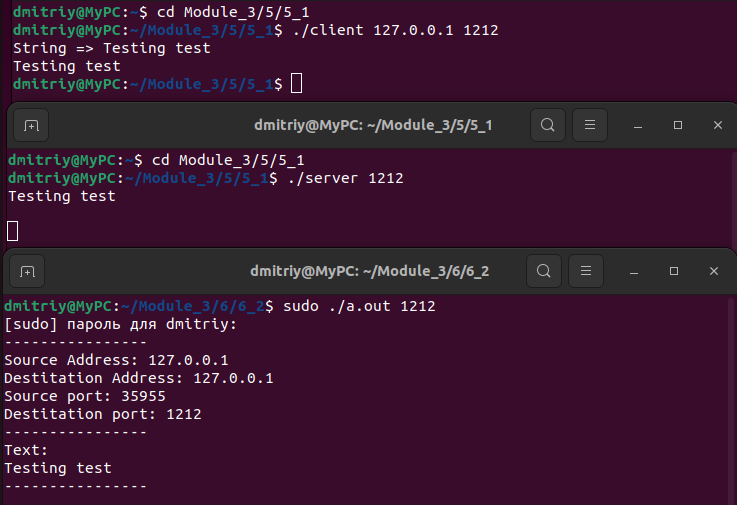 dmitriy@MyPC:~$ cd Module_3/5/5_1
dmitriy@MyPC:~/Module_3/5/5_1$ ./client 127.0.0.1 1212
String => Testing test
Testing test
dmitriy@MyPC:~/Module_3/5/5_1$
dmitriy@MyPC: ~/Module_3/5/5_1
dmitriy@MyPC:~$ cd Module_3/5/5_1
dmitriy@MyPC:~/Module_3/5/5_1$ ./server 1212
Testing test
dmitriy@MyPC: ~/Module_3/6/6_2
dmitriy@MyPC:~/Module_3/6/6_2$ sudo ./a.out 1212
[sudo] пароль для dmitriy:
----------------
Source Address: 127.0.0.1
Destitation Address: 127.0.0.1
Source port: 35955
Destitation port: 1212
----------------
Text:
Testing test
----------------